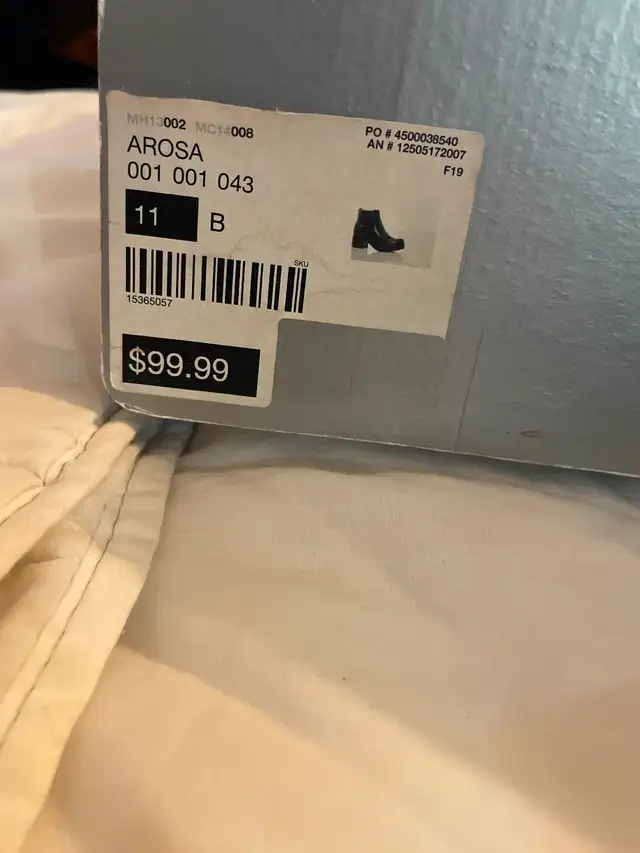 MH13002 MC14008
AROSA
001 001 043
11 B
SKU
15365057
$99.99
PO # 4500038540
AN # 12505172007
F19